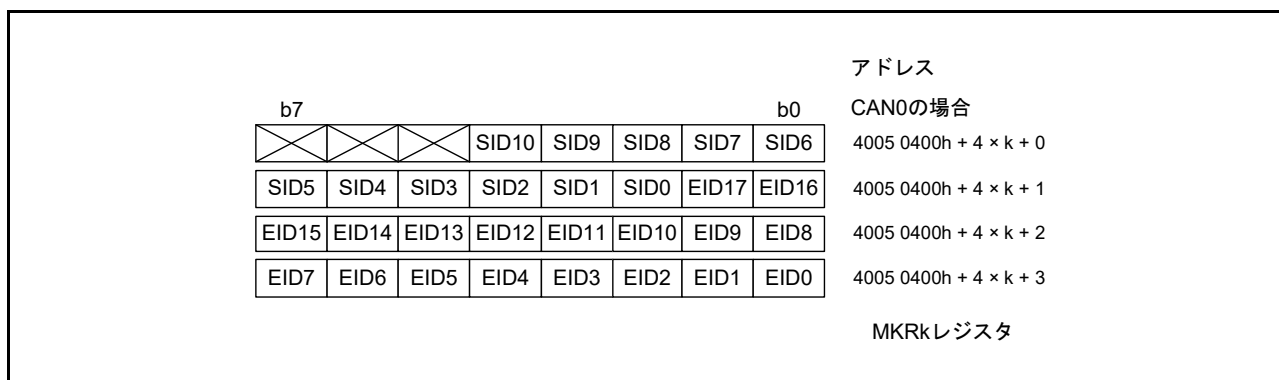 アドレス
b7 b0 CAN0の場合
SID10 SID9 SID8 SID7 SID6 4005 0400h + 4 × k + 0
SID5 SID4 SID3 SID2 SID1 SID0 EID17 EID16 4005 0400h + 4 × k + 1
EID15 EID14 EID13 EID12 EID11 EID10 EID9 EID8 4005 0400h + 4 × k + 2
EID7 EID6 EID5 EID4 EID3 EID2 EID1 EID0 4005 0400h + 4 × k + 3
MKRkレジスタ